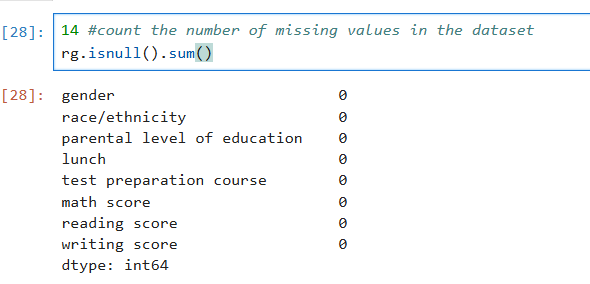 [28]: 14 #count the number of missing values in the dataset
rg.isnull().sum()
[28]: gender 0
race/ethnicity 0
parental level of education 0
lunch 0
test preparation course 0
math score 0
reading score 0
writing score 0
dtype: int64